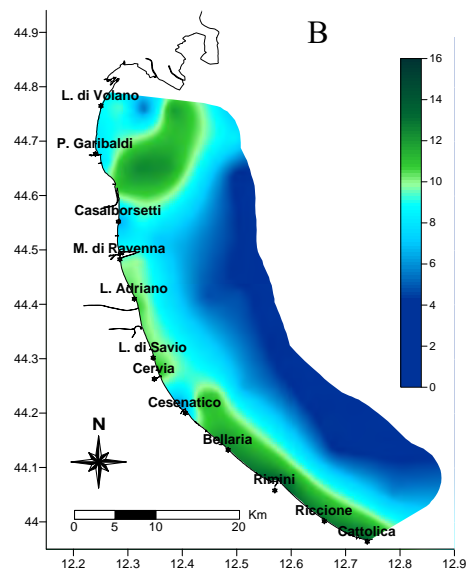 B
44.9
44.8
44.7
44.6
44.5
44.4
44.3
44.2
44.1
44
L. di Volano
P. Garibaldi
Casalborsetti
M. di Ravenna
L. Adriano
L. di Savio
Cervia
Cesenatico
Bellaria
Rimini
Riccione
Cattolica
16
14
12
10
8
6
4
2
0
N
0 5 10 20 Km
12.2 12.3 12.4 12.5 12.6 12.7 12.8 12.9